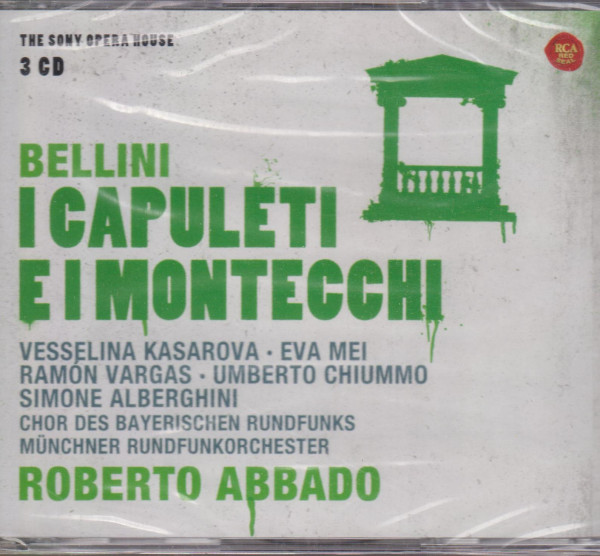 THE SONY OPERA HOUSE
3 CD
RCA
RED
SEAL
BELLINI
I CAPULETI
E I MONTECCHI
VESSELINA KASAROVA · EVA MEI
RAMÓN VARGAS · UMBERTO CHIUMMO
SIMONE ALBERGHINI
CHOR DES BAYERISCHEN RUNDFUNKS
MÜNCHNER RUNDFUNKORCHESTER
ROBERTO ABBADO